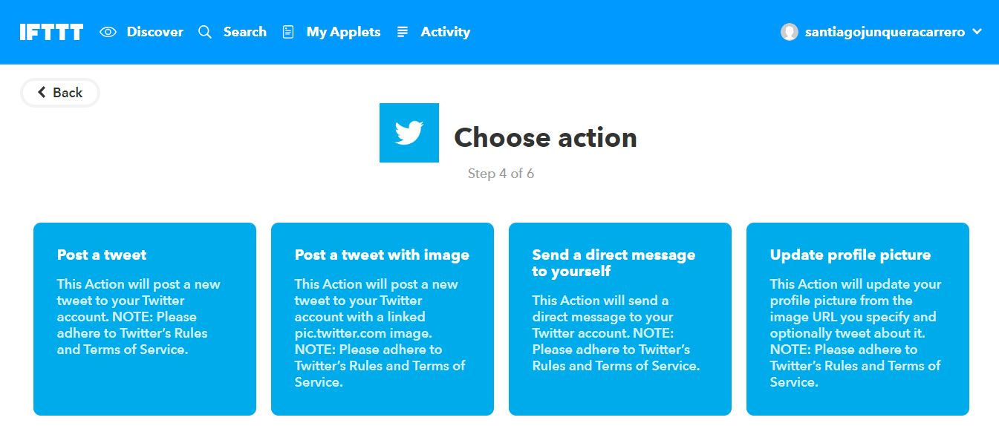 IFTTT Discover Search My Applets Activity santiagojunqueracarrero
Back
Choose action
Step 4 of 6
Post a tweet
This Action will post a new
tweet to your Twitter
account. NOTE: Please
adhere to Twitter's Rules
and Terms of Service.
Post a tweet with image
This Action will post a new
tweet to your Twitter
account with a linked
pic.twitter.com image.
NOTE: Please adhere to
Twitter's Rules and Terms of
Service.
Send a direct message
to yourself
This Action will send a
direct message to your
Twitter account. NOTE:
Please adhere to Twitter's
Rules and Terms of Service.
Update profile picture
This Action will update your
profile picture from the
image URL you specify and
optionally tweet about it.
NOTE: Please adhere to
Twitter's Rules and Terms of
Service.